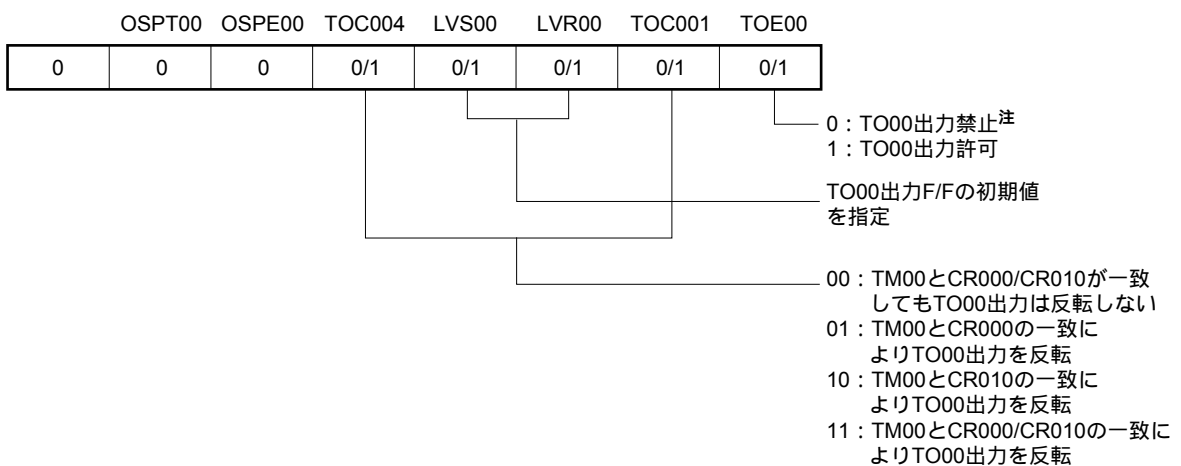 OSPT00 OSPE00 TOC004 LVS00 LVR00 TOC001 TOE00
0 0 0 0/1 0/1 0/1 0/1 0/1
0：TO00出力禁止注
1：TO00出力許可
TO00出力F/Fの初期値
を指定
00：TM00とCR000/CR010が一致
してもTO00出力は反転しない
01：TM00とCR000の一致に
よりTO00出力を反転
10：TM00とCR010の一致に
よりTO00出力を反転
11：TM00とCR000/CR010の一致に
よりTO00出力を反転